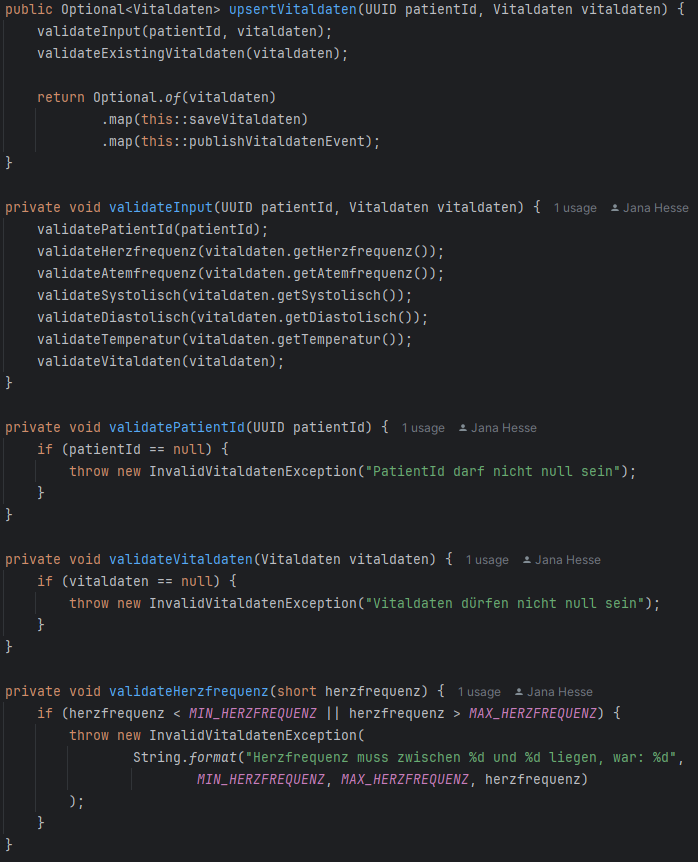 public Optional<Vitaldaten> upsertVitaldaten(UUID patientId, Vitaldaten vitaldaten) {
    validateInput(patientId, vitaldaten);
    validateExistingVitaldaten(vitaldaten);

    return Optional.of(vitaldaten)
            .map(this::saveVitaldaten)
            .map(this::publishVitaldatenEvent);
}

private void validateInput(UUID patientId, Vitaldaten vitaldaten) { 1 usage Jana Hesse
    validatePatientId(patientId);
    validateHerzfrequenz(vitaldaten.getHerzfrequenz());
    validateAtemfrequenz(vitaldaten.getAtemfrequenz());
    validateSystolisch(vitaldaten.getSystolisch());
    validateDiastolisch(vitaldaten.getDiastolisch());
    validateTemperatur(vitaldaten.getTemperatur());
    validateVitaldaten(vitaldaten);
}

private void validatePatientId(UUID patientId) { 1 usage Jana Hesse
    if (patientId == null) {
        throw new InvalidVitaldatenException("PatientId darf nicht null sein");
    }
}

private void validateVitaldaten(Vitaldaten vitaldaten) { 1 usage Jana Hesse
    if (vitaldaten == null) {
        throw new InvalidVitaldatenException("Vitaldaten dürfen nicht null sein");
    }
}

private void validateHerzfrequenz(short herzfrequenz) { 1 usage Jana Hesse
    if (herzfrequenz < MIN_HERZFREQUENZ || herzfrequenz > MAX_HERZFREQUENZ) {
        throw new InvalidVitaldatenException(
                String.format("Herzfrequenz muss zwischen %d und %d liegen, war: %d",
                        MIN_HERZFREQUENZ, MAX_HERZFREQUENZ, herzfrequenz)
        );
    }
}